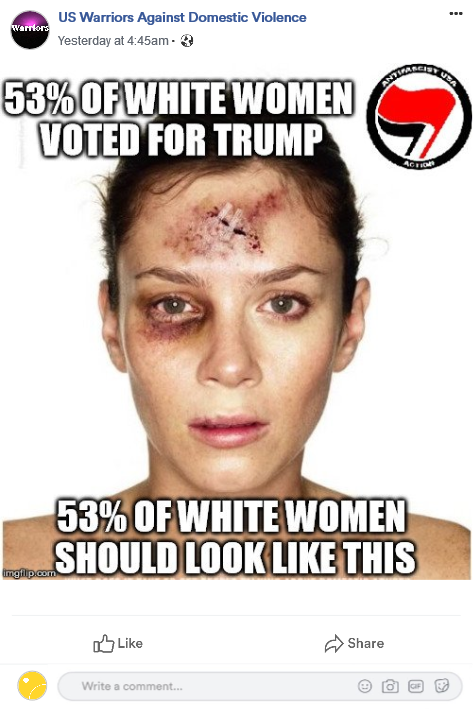 Warriors
US Warriors Against Domestic Violence
Yesterday at 4:45am ·
53% OF WHITE WOMEN
VOTED FOR TRUMP
ANTIFASCIST USA
ACTION
53% OF WHITE WOMEN
SHOULD LOOK LIKE THIS
imgflip.com
Like
Share
Write a comment...
GIF